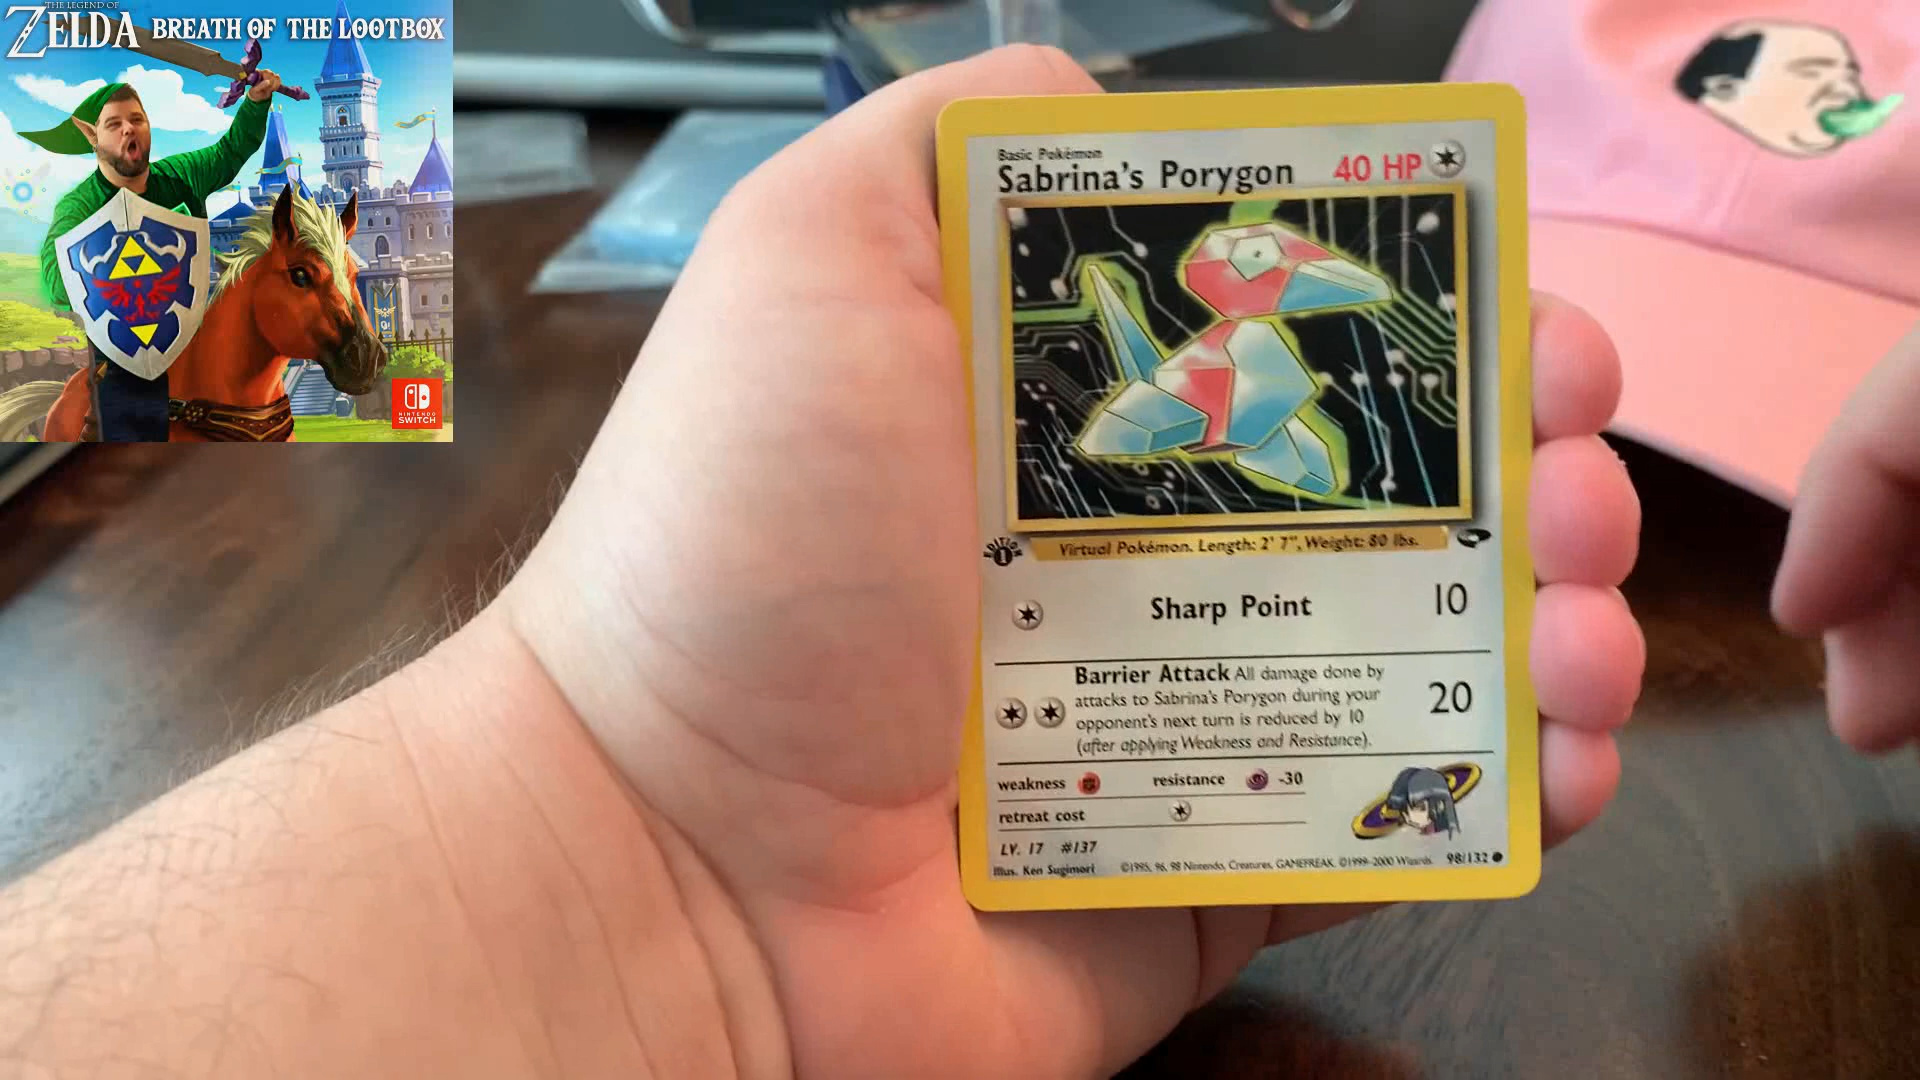 THE LEGEND OF
ZELDA BREATH OF THE LOOTBOX
NINTENDO
SWITCH
Basic Pokémon
Sabrina's Porygon 40 HP
EDITION
1
Virtual Pokémon. Length: 2' 7", Weight: 80 lbs.
Sharp Point 10
Barrier Attack All damage done by
attacks to Sabrina's Porygon during your
opponent's next turn is reduced by 10
(after applying Weakness and Resistance).
20
weakness resistance -30
retreat cost
LV. 17 #137
Illus. Ken Sugimori ©1995, 96, 98 Nintendo, Creatures, GAMEFREAK. ©1999-2000 Wizards. 98/132